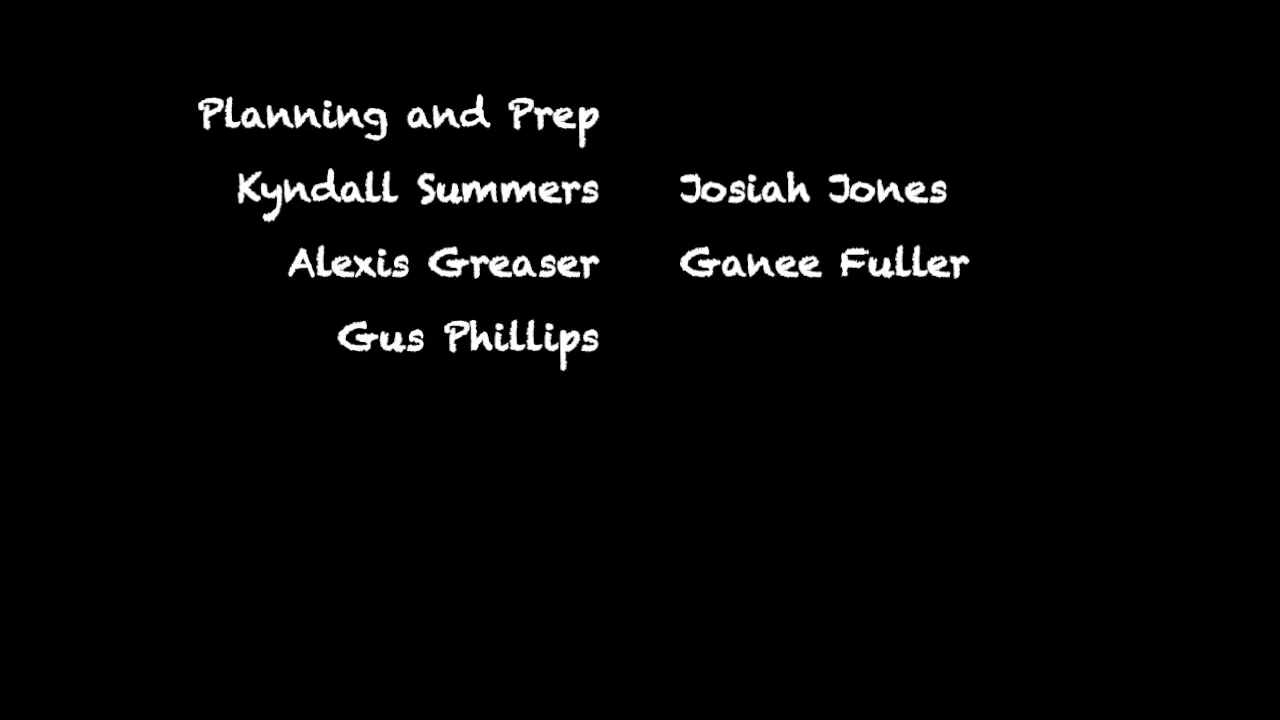 Planning and Prep
Kyndall Summers Josiah Jones
Alexis Greaser Ganee Fuller
Gus Phillips